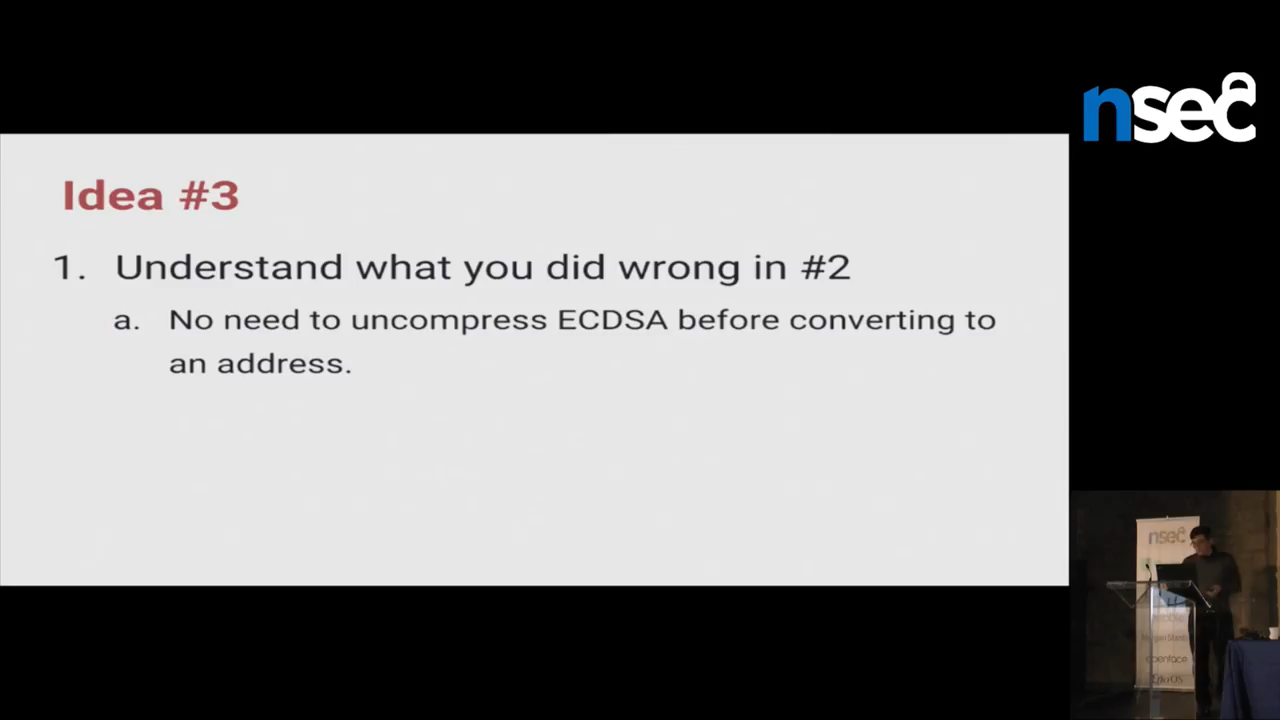 nsec
Idea #3
1. Understand what you did wrong in #2
a. No need to uncompress ECDSA before converting to
an address.
nsec